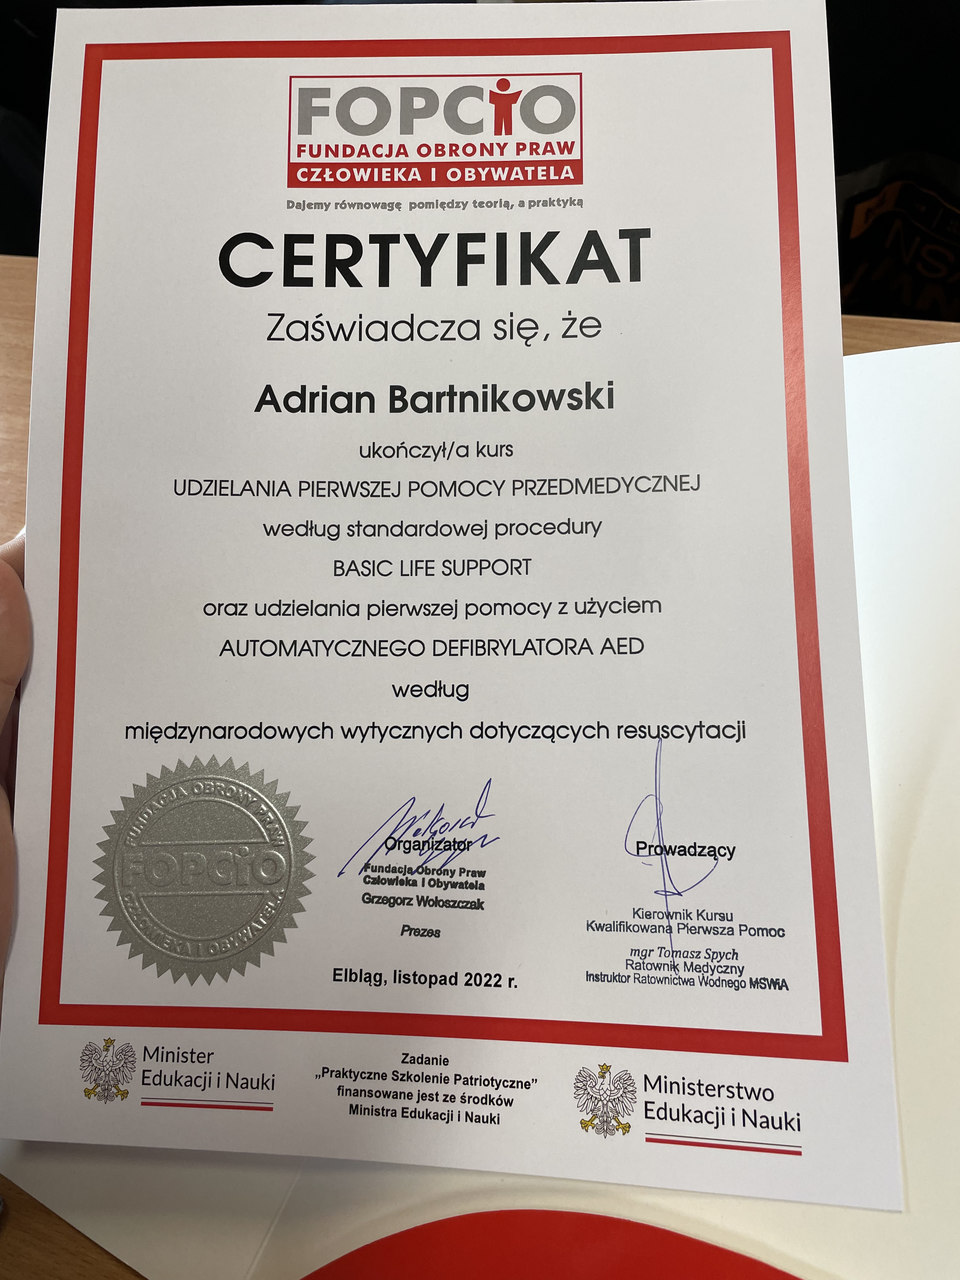 FOPCiO
FUNDACJA OBRONY PRAW
CZŁOWIEKA I OBYWATELA
Dajemy równowagę pomiędzy teorią, a praktyką
CERTYFIKAT
Zaświadcza się, że
Adrian Bartnikowski
ukończył/a kurs
UDZIELANIA PIERWSZEJ POMOCY PRZEDMEDYCZNEJ
według standardowej procedury
BASIC LIFE SUPPORT
oraz udzielania pierwszej pomocy z użyciem
AUTOMATYCZNEGO DEFIBRYLATORA AED
według
międzynarodowych wytycznych dotyczących resuscytacji
FUNDACJA OBRONY PRAW
FOPCiO
CZŁOWIEKA I OBYWATELA
Organizator
Fundacja Obrony Praw
Człowieka i Obywatela
Grzegorz Wołoszczak
Prezes
Elbląg, listopad 2022 r.
Prowadzący
Kierownik Kursu
Kwalifikowana Pierwsza Pomoc
mgr Tomasz Spych
Ratownik Medyczny
Instruktor Ratownictwa Wodnego MSWiA
Minister
Edukacji i Nauki
Zadanie
„Praktyczne Szkolenie Patriotyczne”
finansowane jest ze środków
Ministra Edukacji i Nauki
Ministerstwo
Edukacji i Nauki